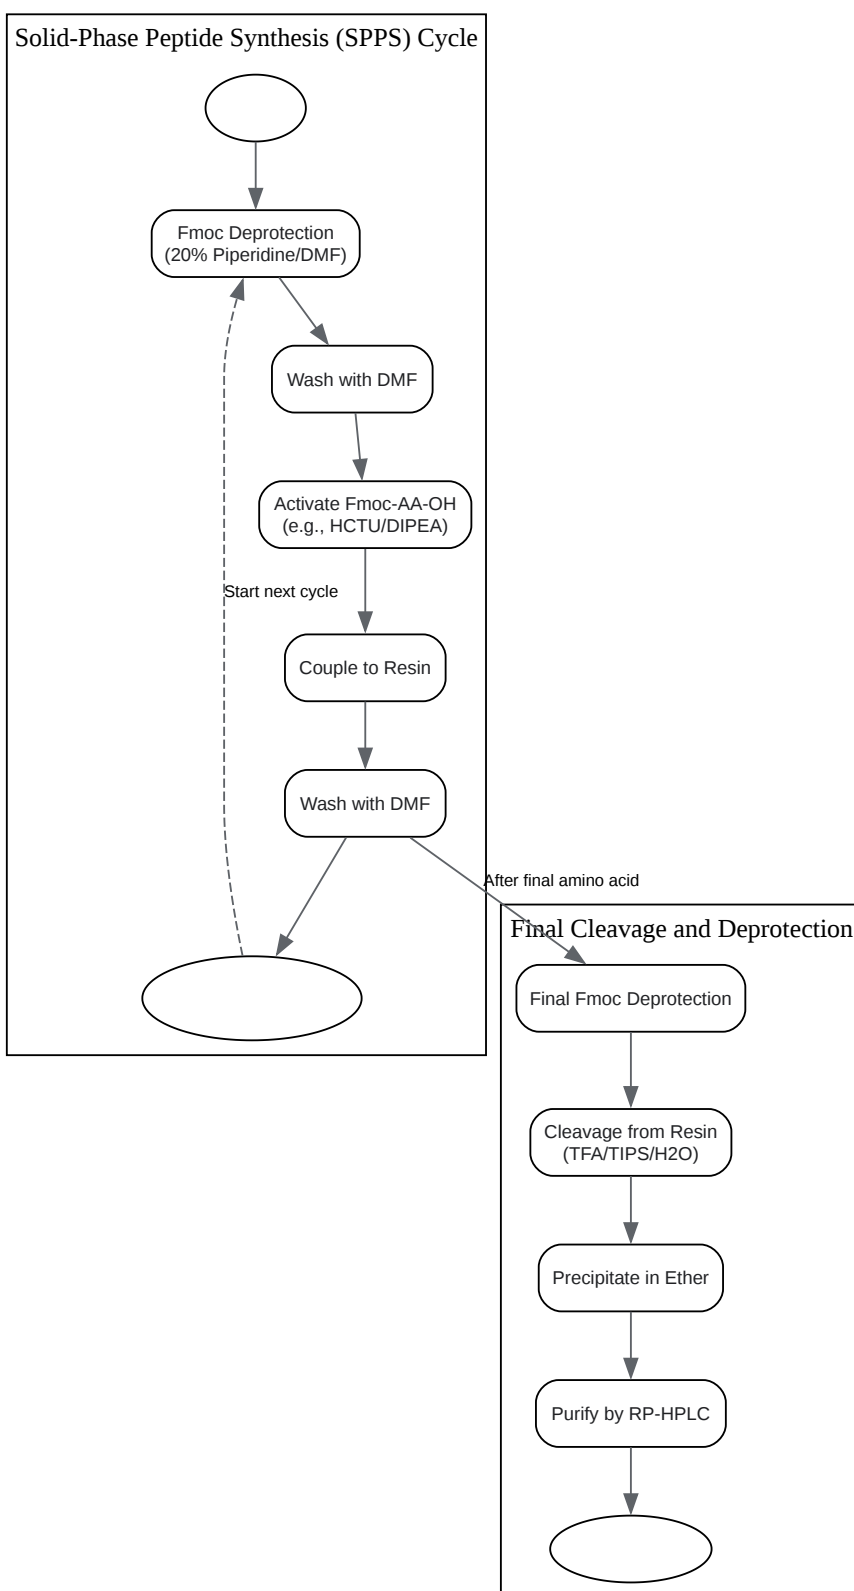 Solid-Phase Peptide Synthesis (SPPS) Cycle
Fmoc Deprotection
(20% Piperidine/DMF)
Wash with DMF
Activate Fmoc-AA-OH
(e.g., HCTU/DIPEA)
Start next cycle
Couple to Resin
Wash with DMF
After final amino acid
Final Cleavage and Deprotection
Final Fmoc Deprotection
Cleavage from Resin
(TFA/TIPS/H2O)
Precipitate in Ether
Purify by RP-HPLC